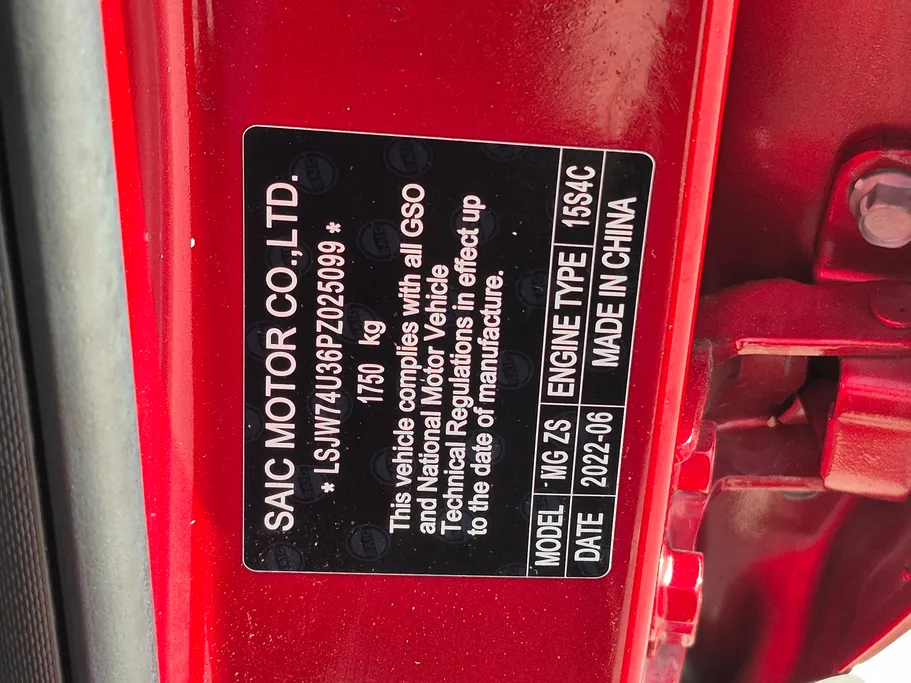 SAIC MOTOR CO.,LTD.
* LSJW74U36PZ025099 *
1750 kg
This vehicle complies with all GSO
and National Motor Vehicle
Technical Regulations in effect up
to the date of manufacture.
MODEL MG ZS ENGINE TYPE 15S4C
DATE 2022-06 MADE IN CHINA